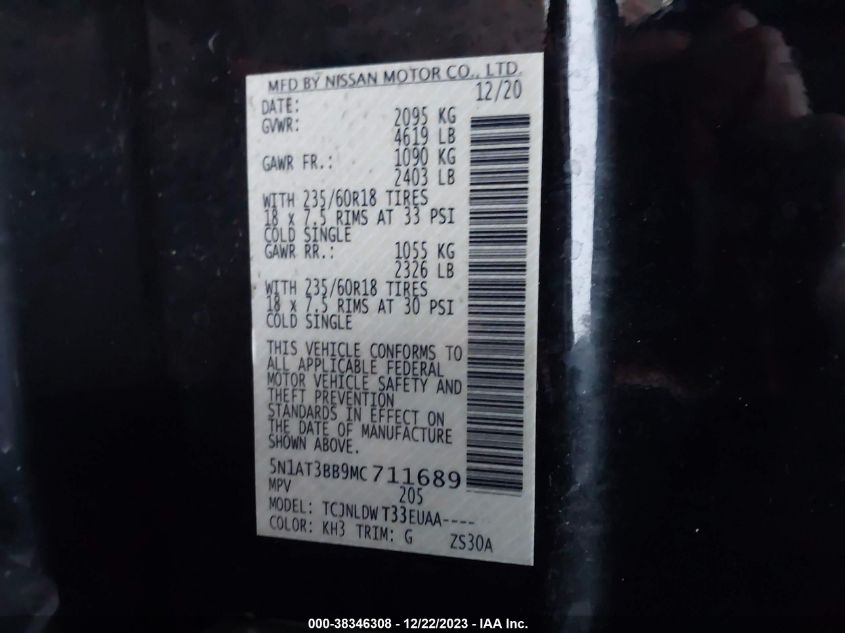 MFD BY NISSAN MOTOR CO., LTD.
DATE: 12/20
GVWR: 2095 KG
4619 LB
GAWR FR.: 1090 KG
2403 LB
WITH 235/60R18 TIRES
18 x 7.5 RIMS AT 33 PSI
COLD SINGLE
GAWR RR.: 1055 KG
2326 LB
WITH 235/60R18 TIRES
18 x 7.5 RIMS AT 30 PSI
COLD SINGLE
THIS VEHICLE CONFORMS TO
ALL APPLICABLE FEDERAL
MOTOR VEHICLE SAFETY AND
THEFT PREVENTION
STANDARDS IN EFFECT ON
THE DATE OF MANUFACTURE
SHOWN ABOVE.
5N1AT3BB9MC711689
MPV 205
MODEL: TCJNLDWT33EUAA----
COLOR: KH3 TRIM: G ZS30A
000-38346308 - 12/22/2023 - IAA Inc.